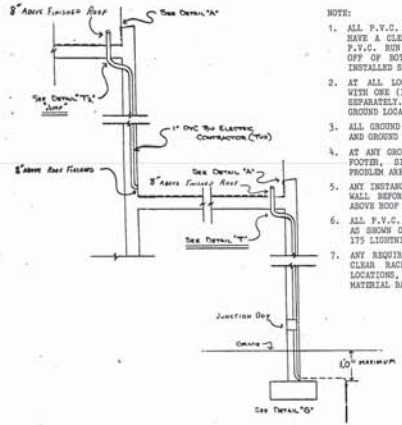 8" ABOVE FINISHED ROOF
SEE DETAIL "A"
SEE DETAIL "T2"
"JUMP"
1" PVC BY ELECTRIC
CONTRACTOR (TYP)
8" ABOVE ROOF FINISHED
SEE DETAIL "A"
8" ABOVE FINISHED ROOF
SEE DETAIL "T"
JUNCTION BOX
GRADE
MAXIMUM
SEE DETAIL "G"
NOTE:
1. ALL P.V.C.
HAVE A CLE
P.V.C. RUN
OFF OF BOT
INSTALLED S
2. AT ALL LOC
WITH ONE (1
SEPARATELY.
GROUND LOCA
3. ALL GROUND
AND GROUND
4. AT ANY GRO
FOOTER, SI
PROBLEM ARE
5. ANY INSTANC
WALL BEFOR
ABOVE ROOF
6. ALL P.V.C.
AS SHOWN O
175 LIGHTNI
7. ANY REQUIR
CLEAR RAC
LOCATIONS,
MATERIAL BA